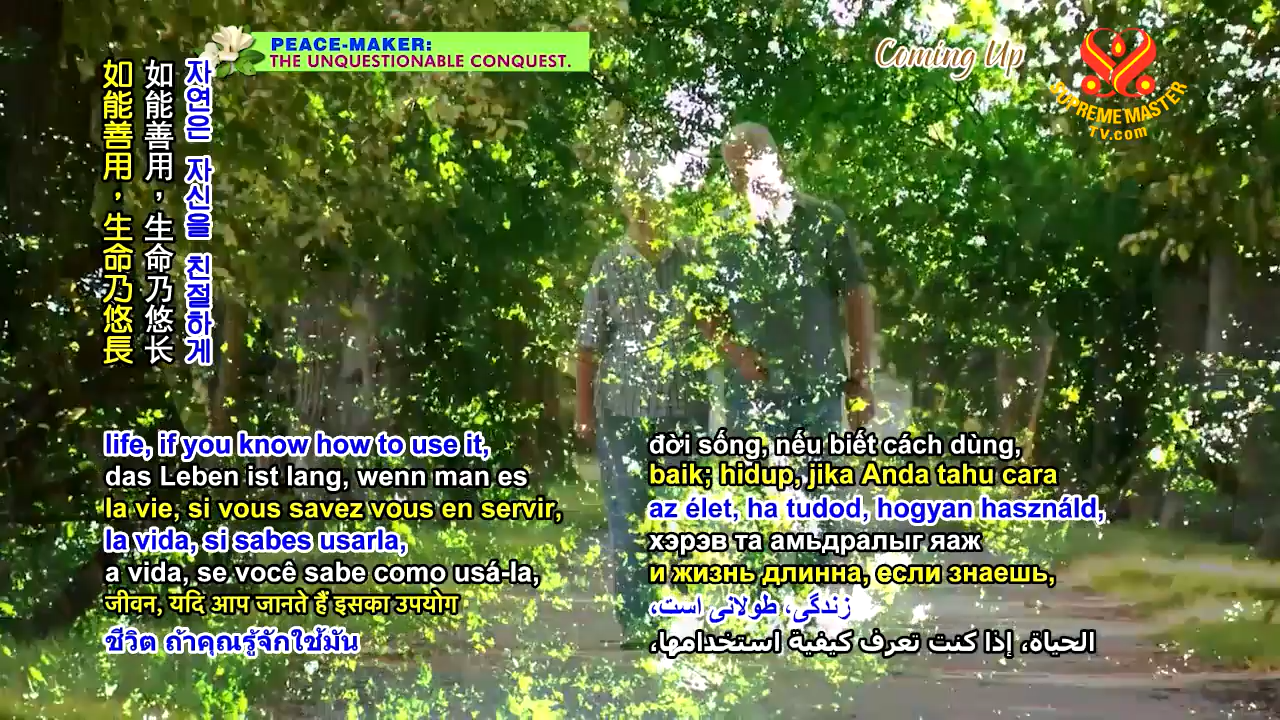 PEACE-MAKER:
THE UNQUESTIONABLE CONQUEST.
Coming Up
SUPREME MASTER
TV.com
자연은 자신을 친절하게
如能善用，生命乃悠长
如能善用，生命乃悠長
life, if you know how to use it,
das Leben ist lang, wenn man es
la vie, si vous savez vous en servir,
la vida, si sabes usarla,
a vida, se você sabe como usá-la,
जीवन, यदि आप जानते हैं इसका उपयोग
ชีวิต ถ้าคุณรู้จักใช้มัน
đời sống, nếu biết cách dùng,
baik; hidup, jika Anda tahu cara
az élet, ha tudod, hogyan használd,
хэрэв та амьдралыг яаж
и жизнь длинна, если знаешь,
زندگی، طولانی است،
الحياة، إذا كنت تعرف كيفية استخدامها،